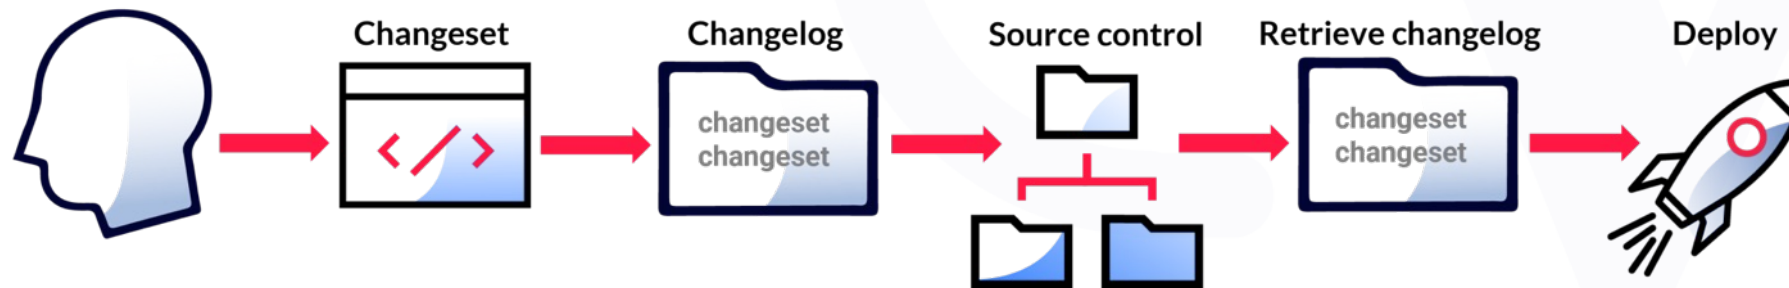 Changeset
Changelog
Source control
Retrieve changelog
Deploy
</>
changeset
changeset
changeset
changeset